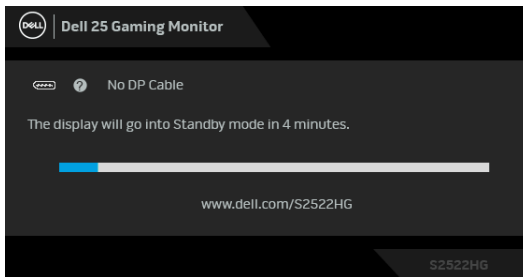 DELL
Dell 25 Gaming Monitor
? No DP Cable
The display will go into Standby mode in 4 minutes.
www.dell.com/S2522HG
S2522HG